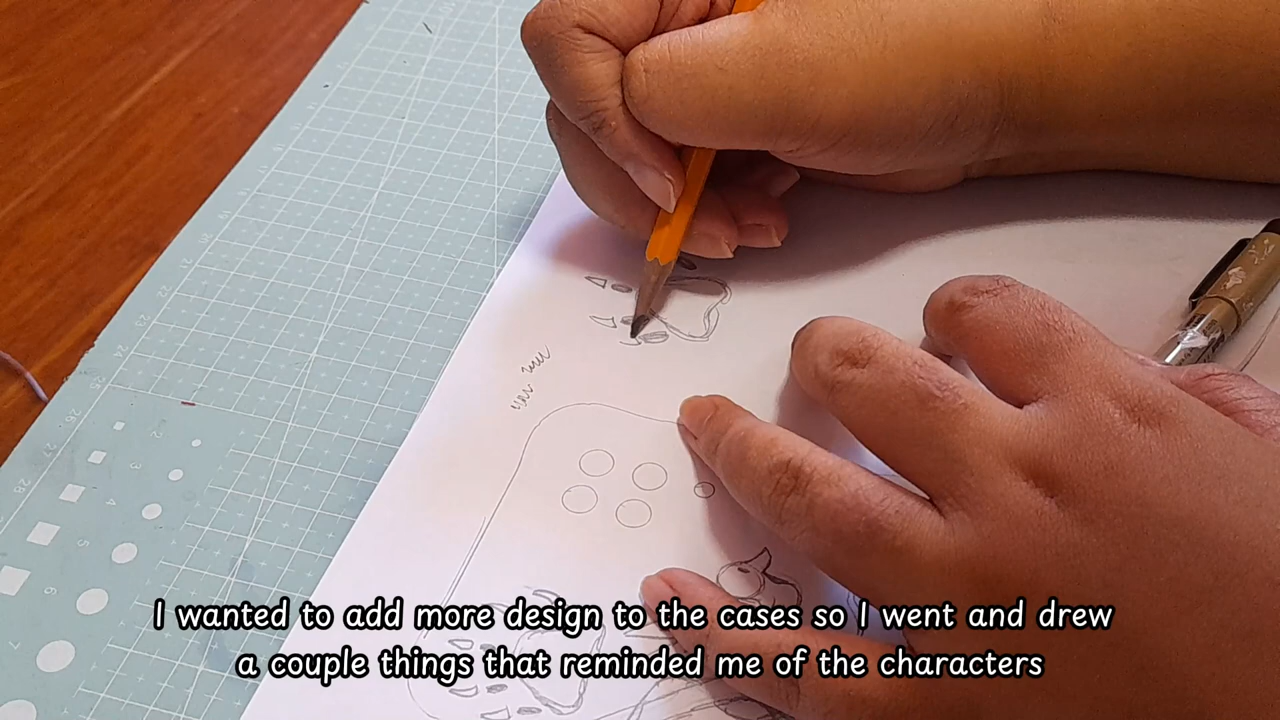 I wanted to add more design to the cases so I went and drew
a couple things that reminded me of the characters